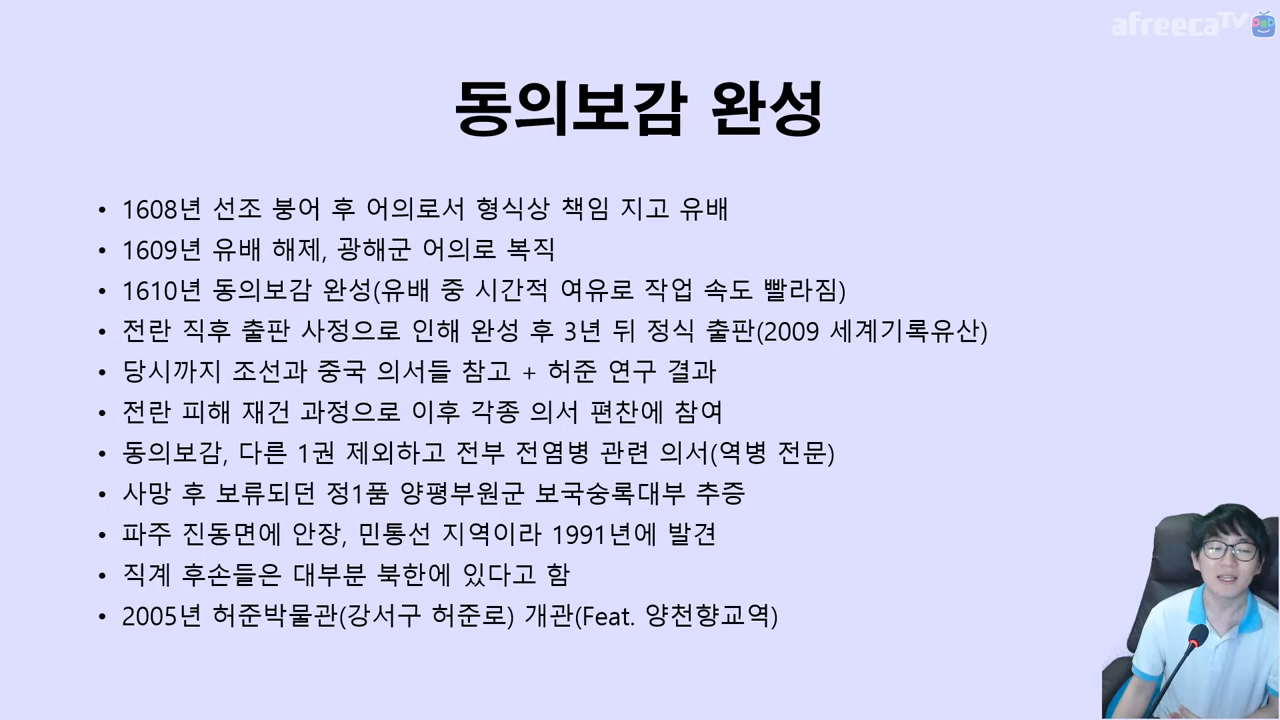 afreecaTV
동의보감 완성
• 1608년 선조 붕어 후 어의로서 형식상 책임 지고 유배
• 1609년 유배 해제, 광해군 어의로 복직
• 1610년 동의보감 완성(유배 중 시간적 여유로 작업 속도 빨라짐)
• 전란 직후 출판 사정으로 인해 완성 후 3년 뒤 정식 출판(2009 세계기록유산)
• 당시까지 조선과 중국 의서들 참고 + 허준 연구 결과
• 전란 피해 재건 과정으로 이후 각종 의서 편찬에 참여
• 동의보감, 다른 1권 제외하고 전부 전염병 관련 의서(역병 전문)
• 사망 후 보류되던 정1품 양평부원군 보국숭록대부 추증
• 파주 진동면에 안장, 민통선 지역이라 1991년에 발견
• 직계 후손들은 대부분 북한에 있다고 함
• 2005년 허준박물관(강서구 허준로) 개관(Feat. 양천향교역)